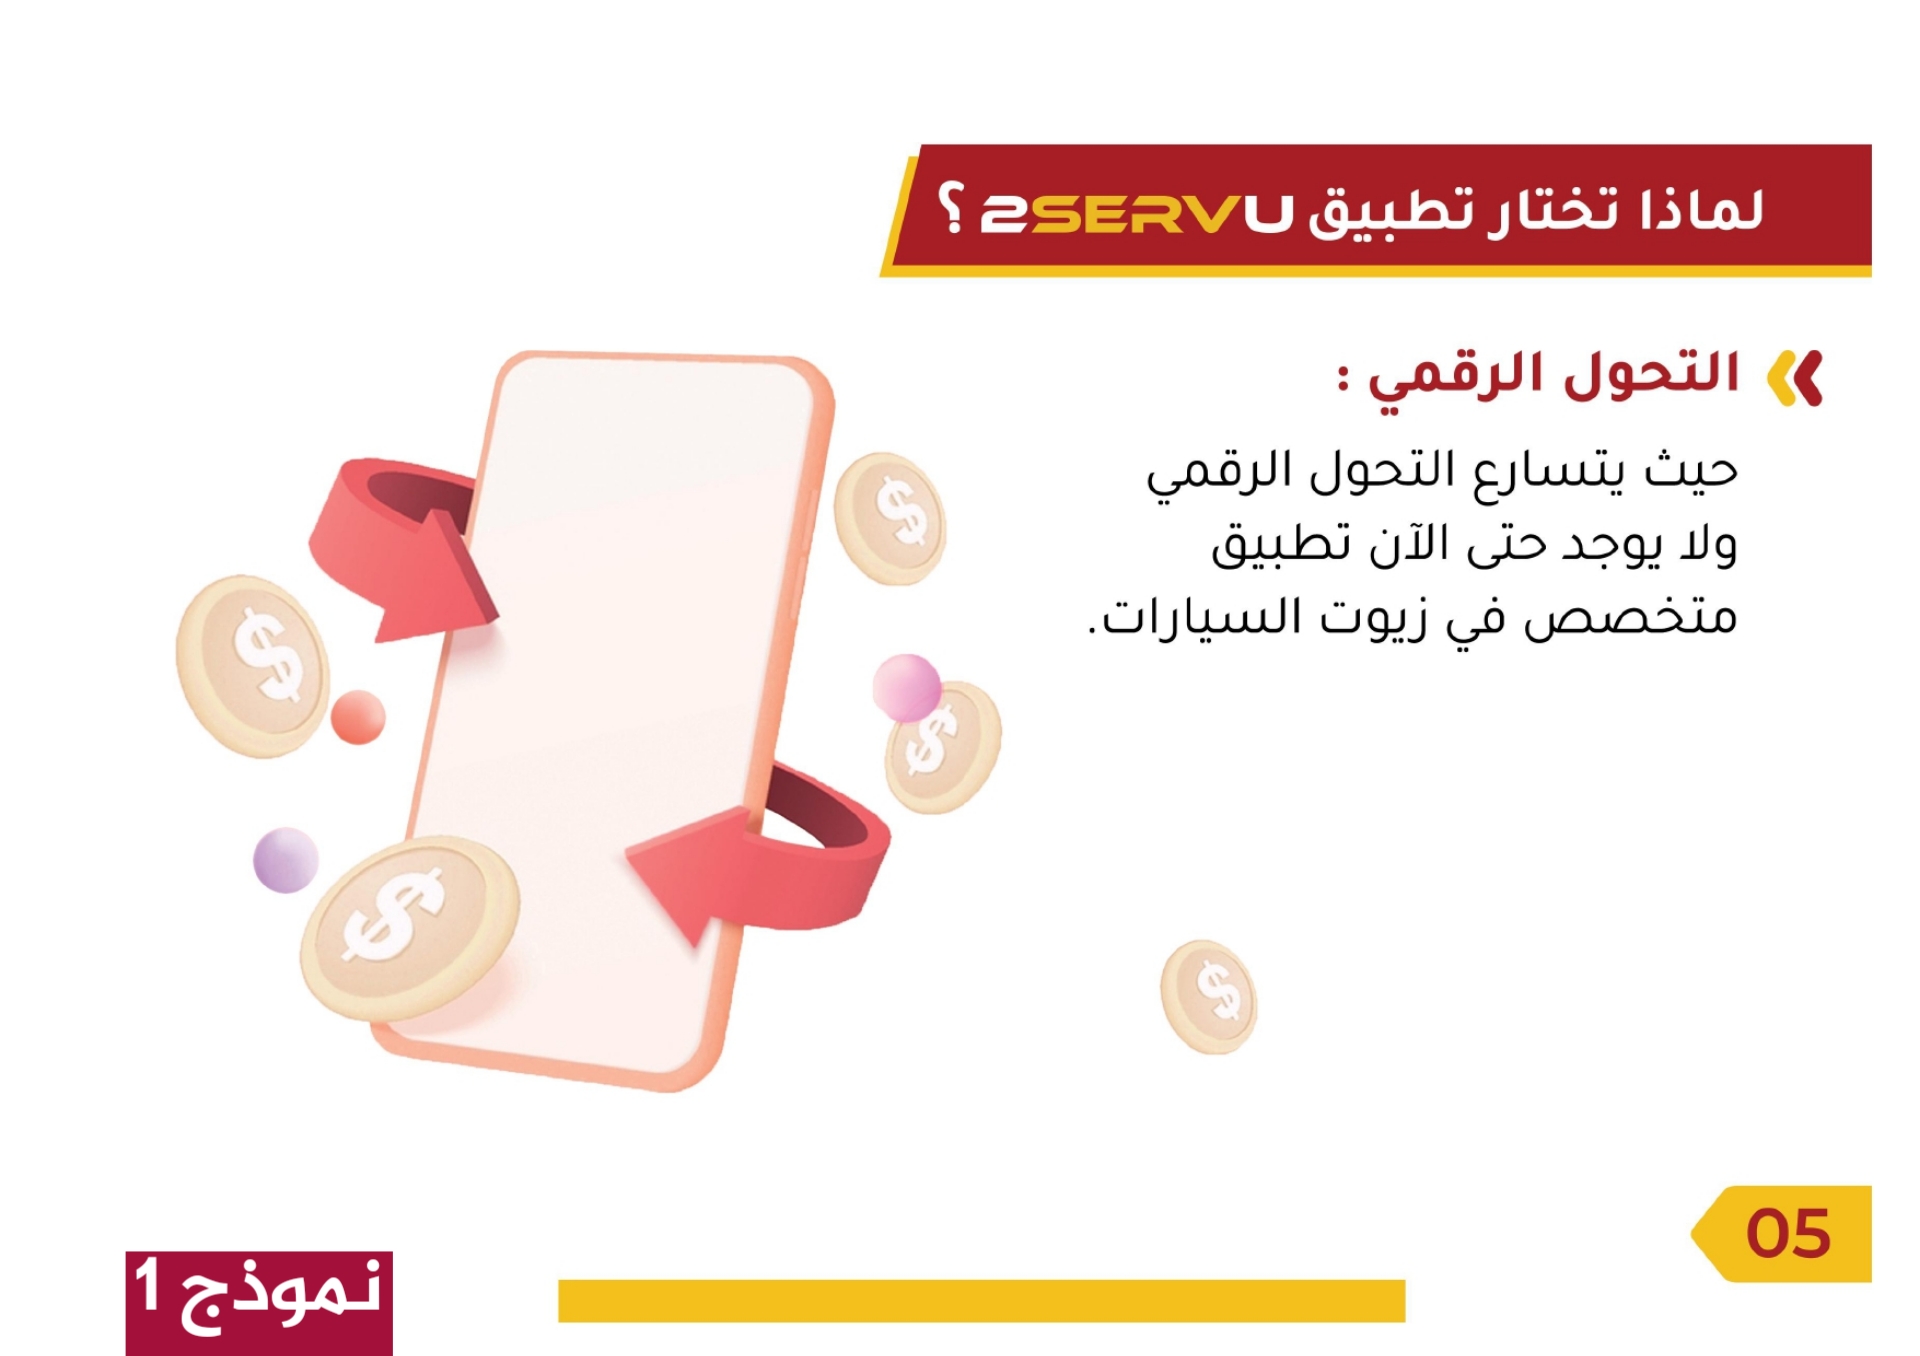 لماذا تختار تطبيق 2SERVU ؟
التحول الرقمي :
حيث يتسارع التحول الرقمي
ولا يوجد حتى الآن تطبيق
متخصص في زيوت السيارات.
$
$
$
$
$
05
نموذج 1